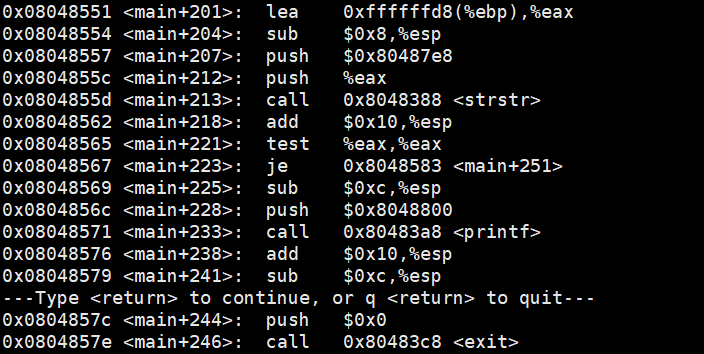 0x08048551 <main+201>: lea 0xffffffd8(%ebp),%eax
0x08048554 <main+204>: sub $0x8,%esp
0x08048557 <main+207>: push $0x80487e8
0x0804855c <main+212>: push %eax
0x0804855d <main+213>: call 0x8048388 <strstr>
0x08048562 <main+218>: add $0x10,%esp
0x08048565 <main+221>: test %eax,%eax
0x08048567 <main+223>: je 0x8048583 <main+251>
0x08048569 <main+225>: sub $0xc,%esp
0x0804856c <main+228>: push $0x8048800
0x08048571 <main+233>: call 0x80483a8 <printf>
0x08048576 <main+238>: add $0x10,%esp
0x08048579 <main+241>: sub $0xc,%esp
---Type <return> to continue, or q <return> to quit---
0x0804857c <main+244>: push $0x0
0x0804857e <main+246>: call 0x80483c8 <exit>